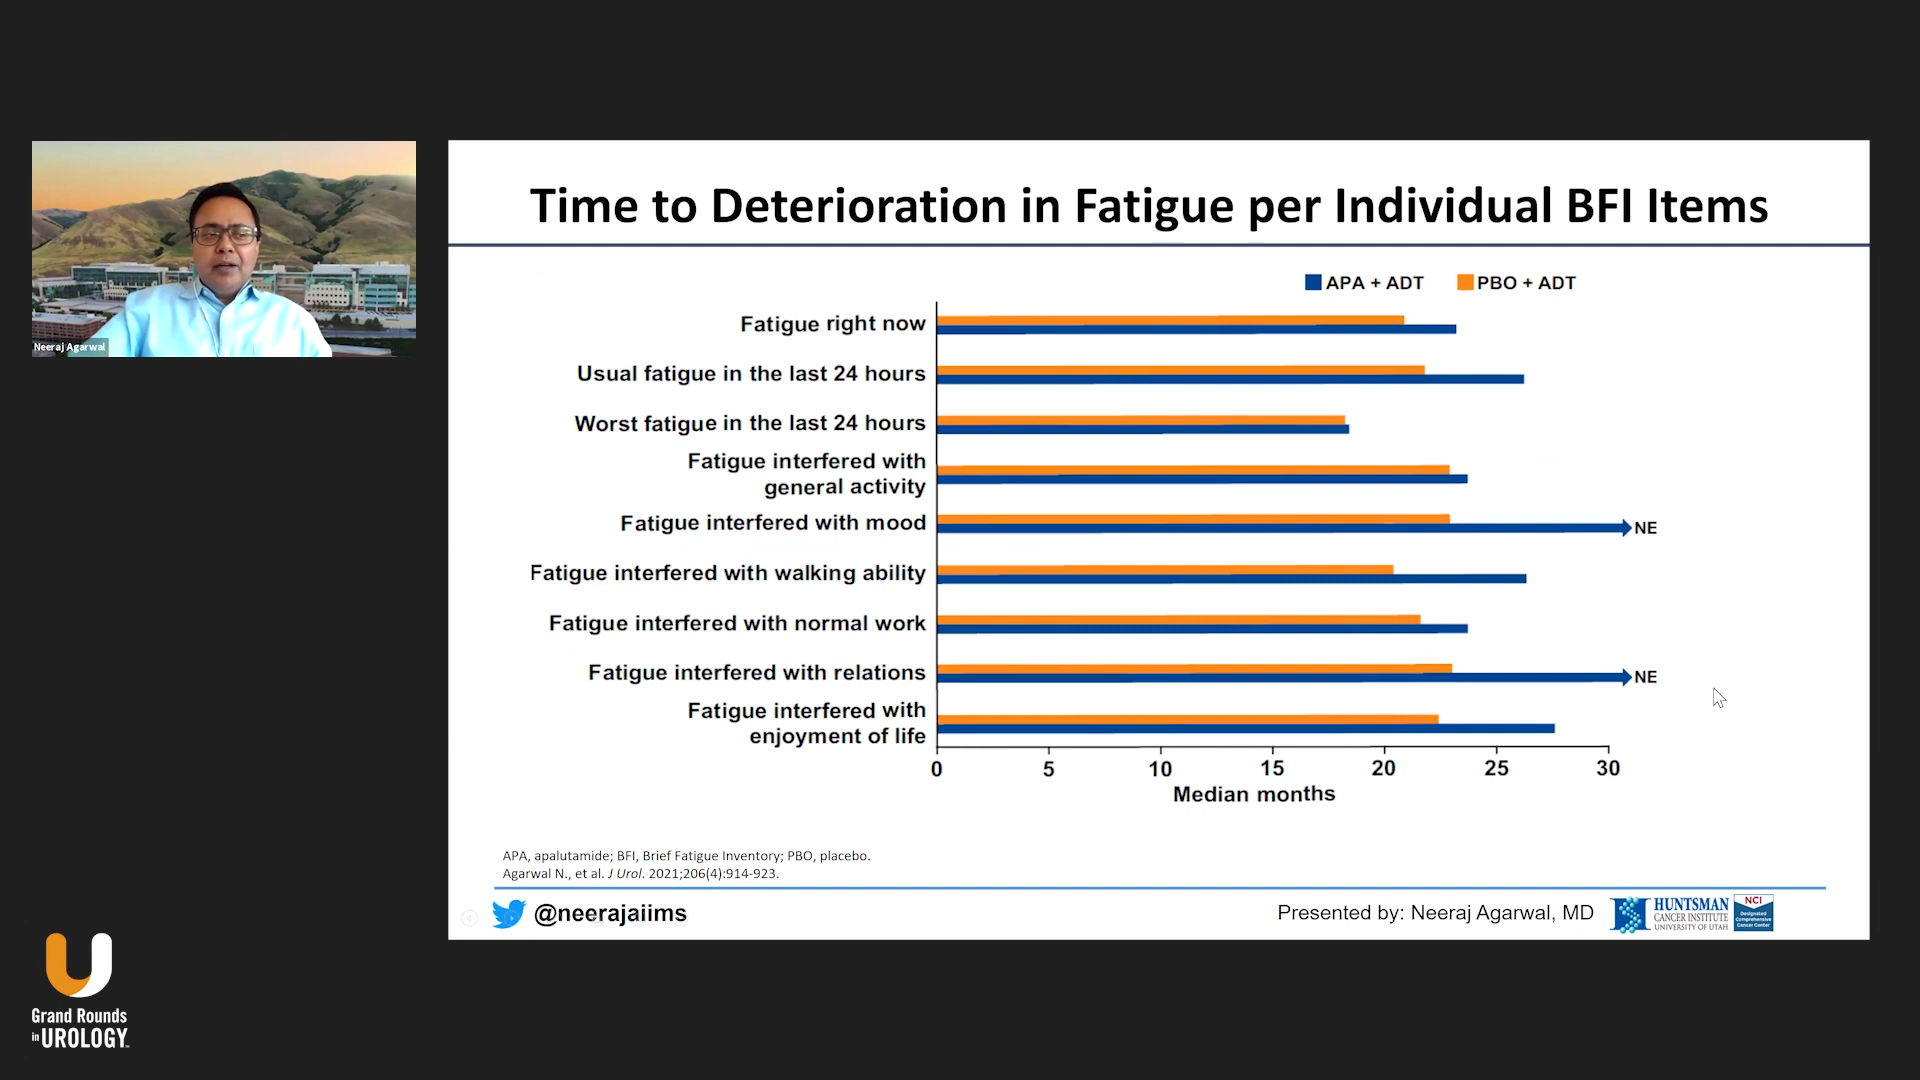 Neeraj Agarwal
Time to Deterioration in Fatigue per Individual BFI Items
APA + ADT PBO + ADT
Fatigue right now
Usual fatigue in the last 24 hours
Worst fatigue in the last 24 hours
Fatigue interfered with
general activity
Fatigue interfered with mood
NE
Fatigue interfered with walking ability
Fatigue interfered with normal work
Fatigue interfered with relations
NE
Fatigue interfered with
enjoyment of life
0 5 10 15 20 25 30
Median months
APA, apalutamide; BFI, Brief Fatigue Inventory; PBO, placebo.
Agarwal N., et al. J Urol. 2021;206(4):914-923.
@neerajaiims
Presented by: Neeraj Agarwal, MD
HUNTSMAN
CANCER INSTITUTE
UNIVERSITY OF UTAH
NCI
Designated
Comprehensive
Cancer Center
Grand Rounds
in UROLOGY